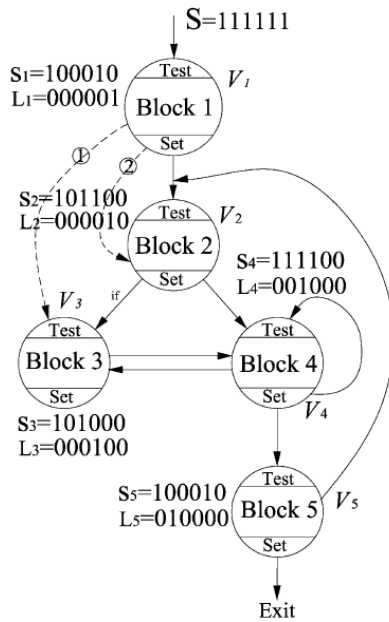 S=111111
S1=100010
L1=000001
V1
Test
Block 1
Set
①
②
S2=101100
L2=000010
Test
V2
Block 2
Set
S4=111100
L4=001000
if
V3
Test
Block 3
Set
S3=101000
L3=000100
Test
Block 4
Set
V4
S5=100010
L5=010000
Test
Block 5
Set
V5
Exit